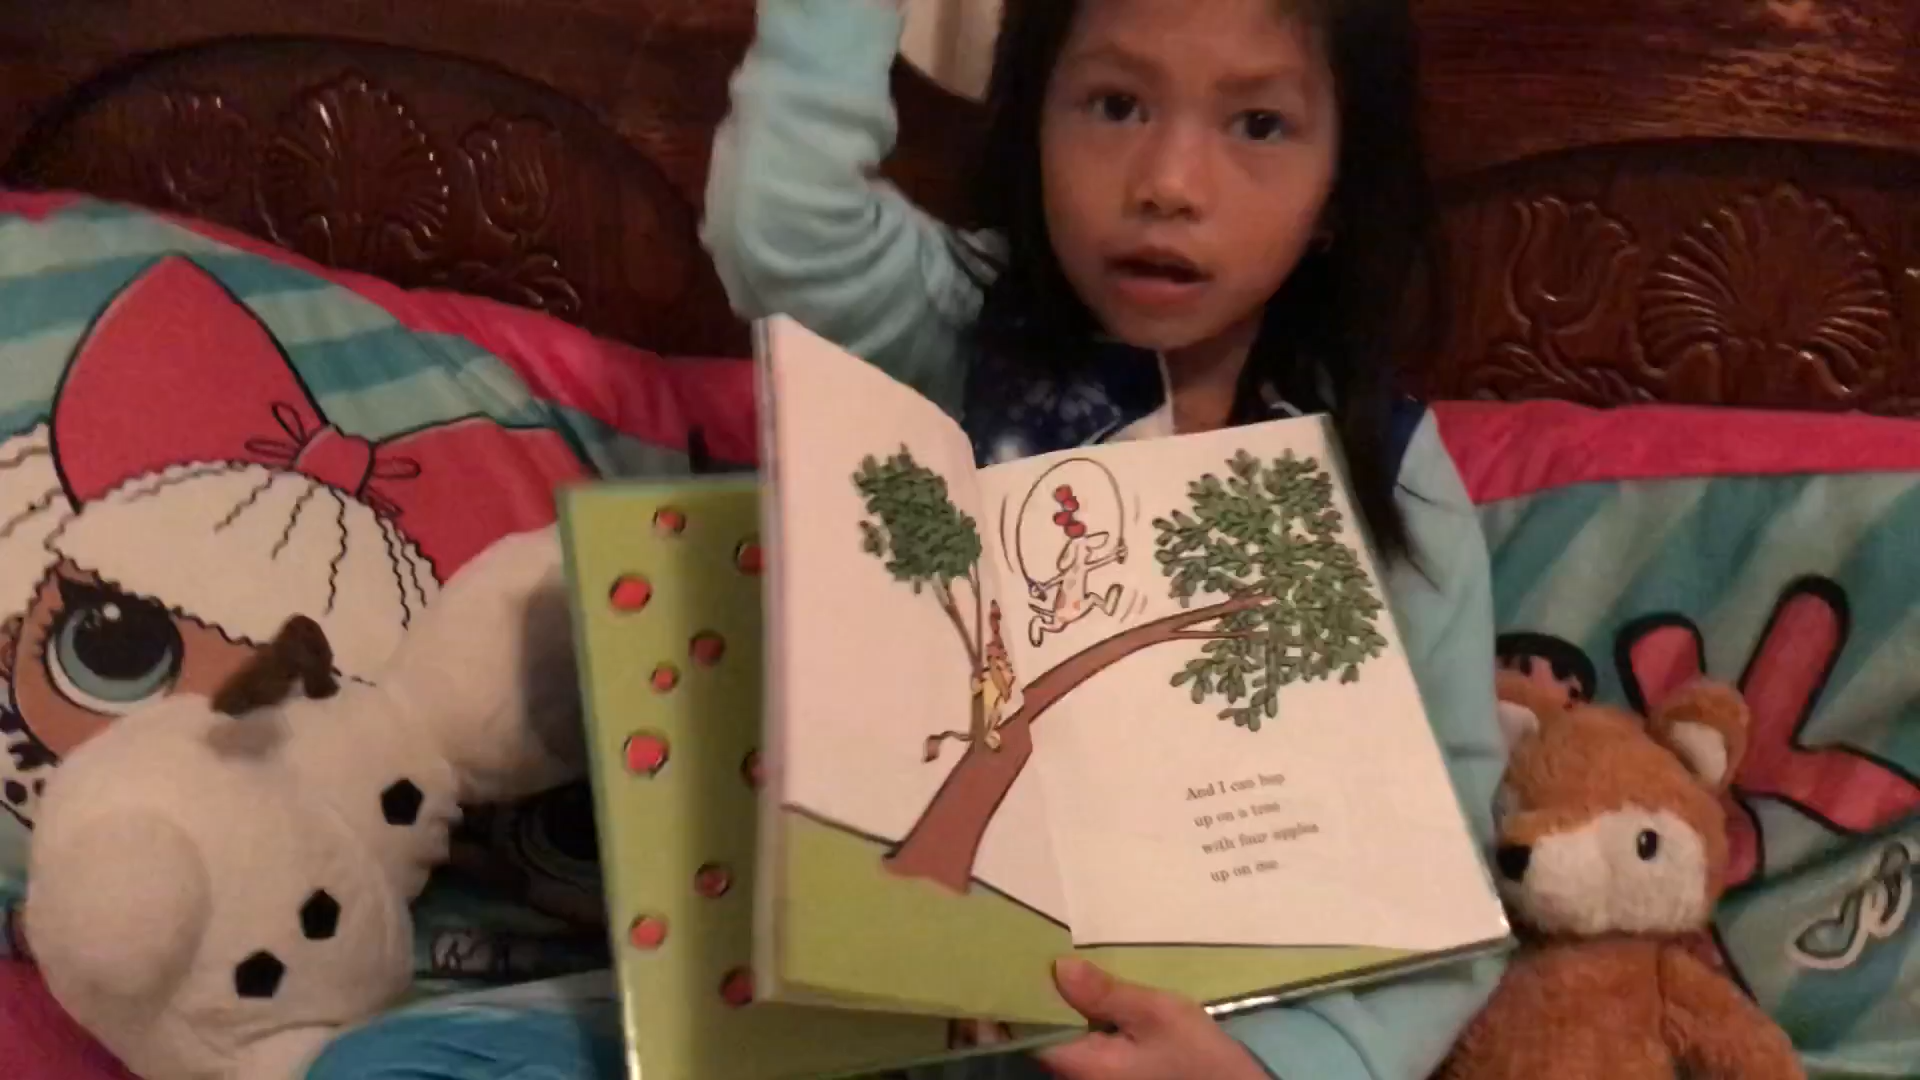 And I can hop
up on a tree
with four apples
up on me.